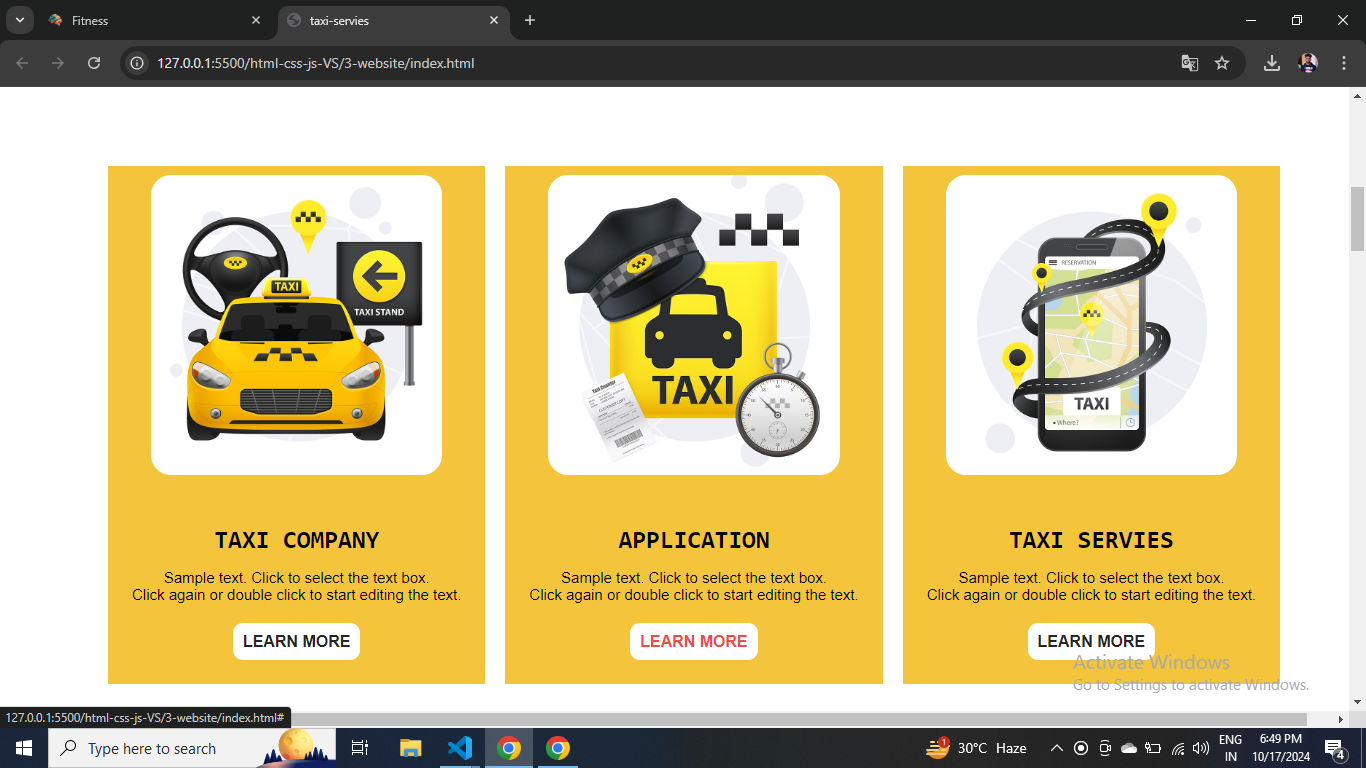 Fitness
taxi-servies
127.0.0.1:5500/html-css-js-VS/3-website/index.html
TAXI
TAXI STAND
TAXI
RESERVATION
TAXI
Where?
TAXI COMPANY
Sample text. Click to select the text box.
Click again or double click to start editing the text.
LEARN MORE
APPLICATION
Sample text. Click to select the text box.
Click again or double click to start editing the text.
LEARN MORE
TAXI SERVIES
Sample text. Click to select the text box.
Click again or double click to start editing the text.
LEARN MORE
Activate Windows
Go to Settings to activate Windows.
127.0.0.1:5500/html-css-js-VS/3-website/index.html#
Type here to search
1
30°C Haze
ENG
IN
6:49 PM
10/17/2024
4